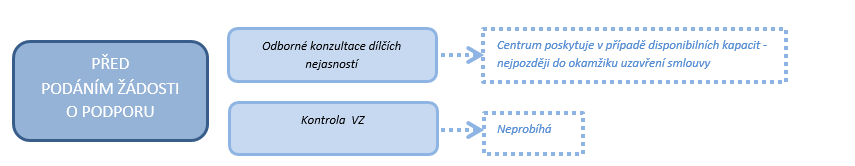 PŘED
PODÁNÍM ŽÁDOSTI
O PODPORU
Odborné konzultace dílčích
nejasností
Centrum poskytuje v případě disponibilních kapacit -
nejpozději do okamžiku uzavření smlouvy
Kontrola VZ
Neprobíhá